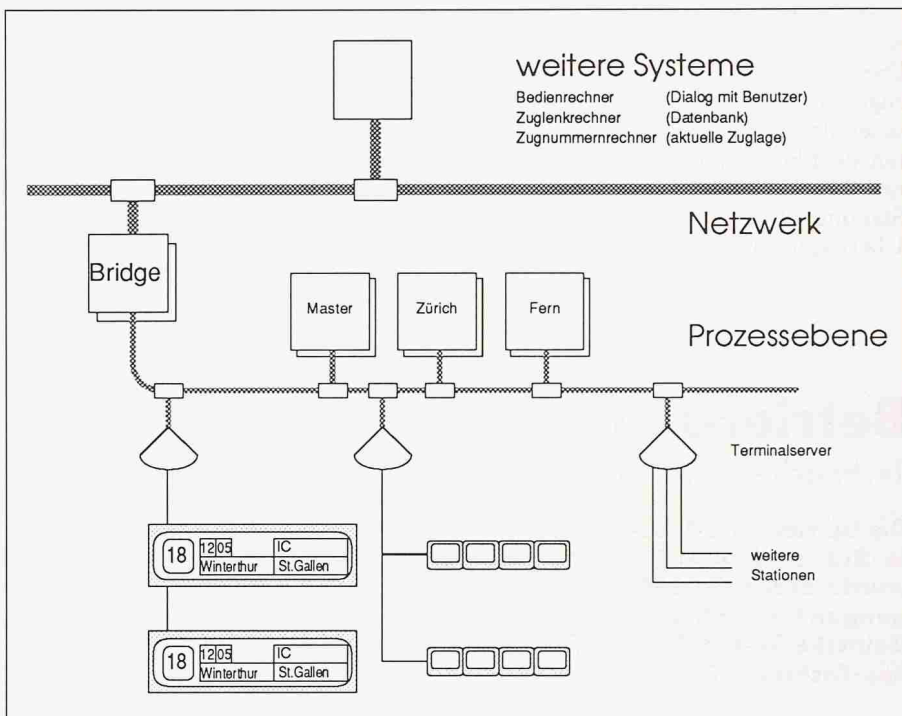 weitere Systeme
Bedienrechner (Dialog mit Benutzer)
Zuglenkrechner (Datenbank)
Zugnummernrechner (aktuelle Zuglage)
Netzwerk
Bridge
Master
Zürich
Fern
Prozessebene
Terminalserver
18
12 05 IC
Winterthur St.Gallen
weitere
Stationen
18
12 05 IC
Winterthur St.Gallen